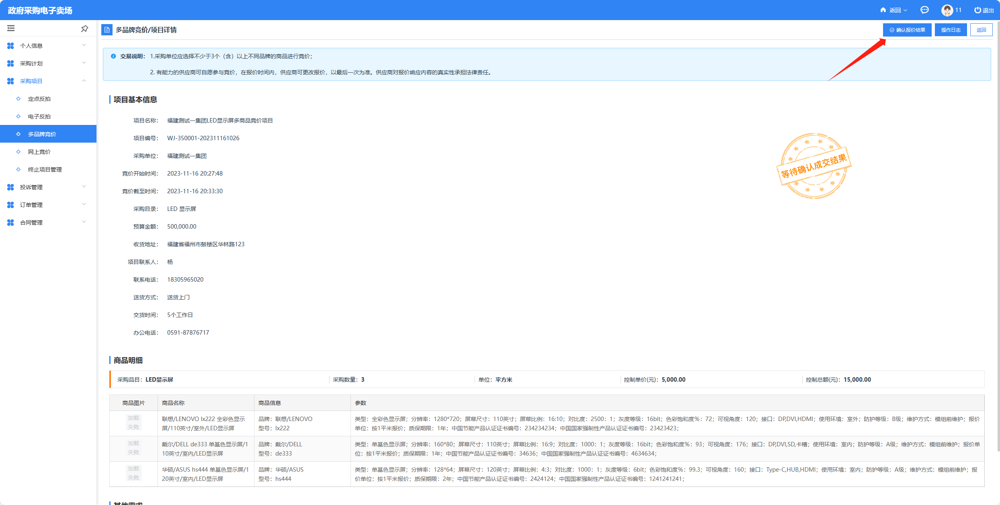 政府采购电子卖场
返回
11
退出
个人信息
采购计划
采购项目
定点反拍
电子反拍
多品牌竞价
网上竞价
终止项目管理
投诉管理
订单管理
合同管理
多品牌竞价/项目详情
确认报价结果
操作日志
返回
交易说明： 1.采购单位应选择不少于3个（含）以上不同品牌的商品进行竞价；
2. 有能力的供应商可自愿参与竞价，在报价时间内，供应商可更改报价，以最后一次为准。供应商对报价响应内容的真实性承担法律责任。
项目基本信息
项目名称： 福建测试—集团LED显示屏多商品竞价项目
项目编号： WJ-350001-202311161026
采购单位： 福建测试—集团
竞价开始时间： 2023-11-16 20:27:48
竞价截至时间： 2023-11-16 20:33:30
采购目录： LED 显示屏
预算金额： 500,000.00
收货地址： 福建省福州市鼓楼区华林路123
项目联系人： 杨
联系电话： 18305965020
送货方式： 送货上门
交货时间： 5个工作日
办公电话： 0591-87876717
等待确认成交结果
商品明细
采购品目：LED显示屏 采购数量：3 单位：平方米 控制单价(元)：5,000.00 控制总额(元)：15,000.00
商品图片 商品名称 商品信息 参数
加载
失败
联想/LENOVO lx222 全彩色显示
屏/110英寸/室外/LED显示屏
品牌：联想/LENOVO
型号：lx222
类型：全彩色显示屏；分辨率：1280*720；屏幕尺寸：110英寸；屏幕比例：16:10；对比度：2500：1；灰度等级：16bit；色彩饱和度%：72；可视角度：120；接口：DP,DVI,HDMI；使用环境：室外；防护等级：B级；维护方式：模组前维护；报价
单位：按1平米报价；质保期限：1年；中国节能产品认证证书编号：234234234；中国国家强制性产品认证证书编号：23423423；
加载
失败
戴尔/DELL de333 单基色显示屏/1
10英寸/室内/LED显示屏
品牌：戴尔/DELL
型号：de333
类型：单基色显示屏；分辨率：160*80；屏幕尺寸：110英寸；屏幕比例：16:9；对比度：1000：1；灰度等级：16bit；色彩饱和度%：93；可视角度：176；接口：DP,DVI,SD,卡槽；使用环境：室内；防护等级：A级；维护方式：模组前维护；报价单
位：按1平米报价；质保期限：1年；中国节能产品认证证书编号：34636；中国国家强制性产品认证证书编号：4634634；
加载
失败
华硕/ASUS hs444 单基色显示屏/1
20英寸/室内/LED显示屏
品牌：华硕/ASUS
型号：hs444
类型：单基色显示屏；分辨率：128*64；屏幕尺寸：120英寸；屏幕比例：4:3；对比度：1000：1；灰度等级：6bit；色彩饱和度%：99.3；可视角度：160；接口：Type-C,HUB,HDMI；使用环境：室内；防护等级：A级；维护方式：模组前维护；报
价单位：按1平米报价；质保期限：2年；中国节能产品认证证书编号：2424124；中国国家强制性产品认证证书编号：1241241241；
其他需求